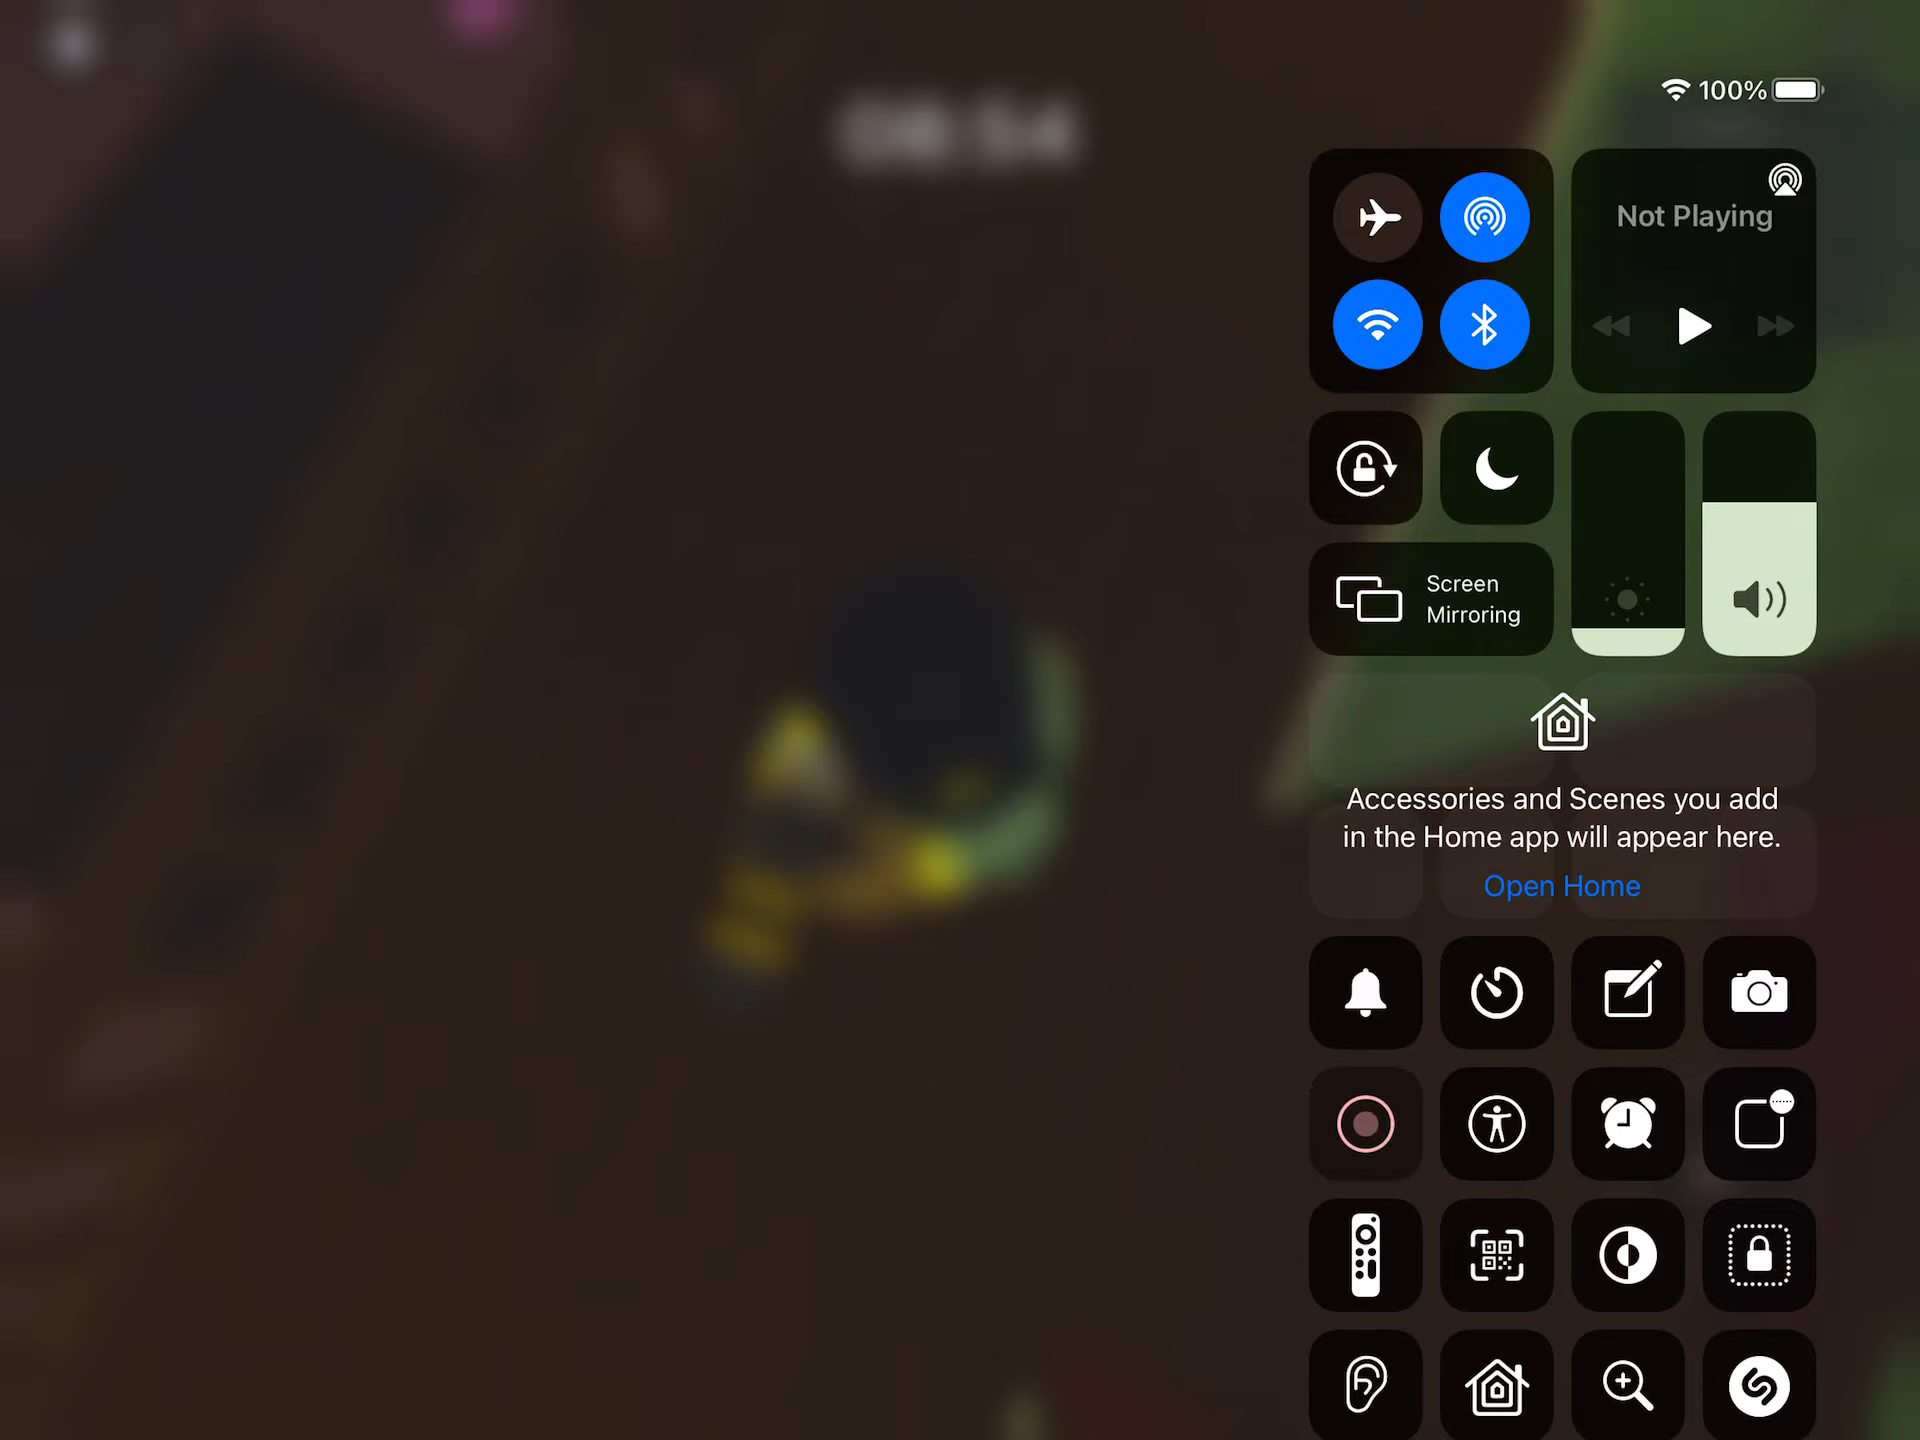 100%
Not Playing
Screen
Mirroring
Accessories and Scenes you add
in the Home app will appear here.
Open Home